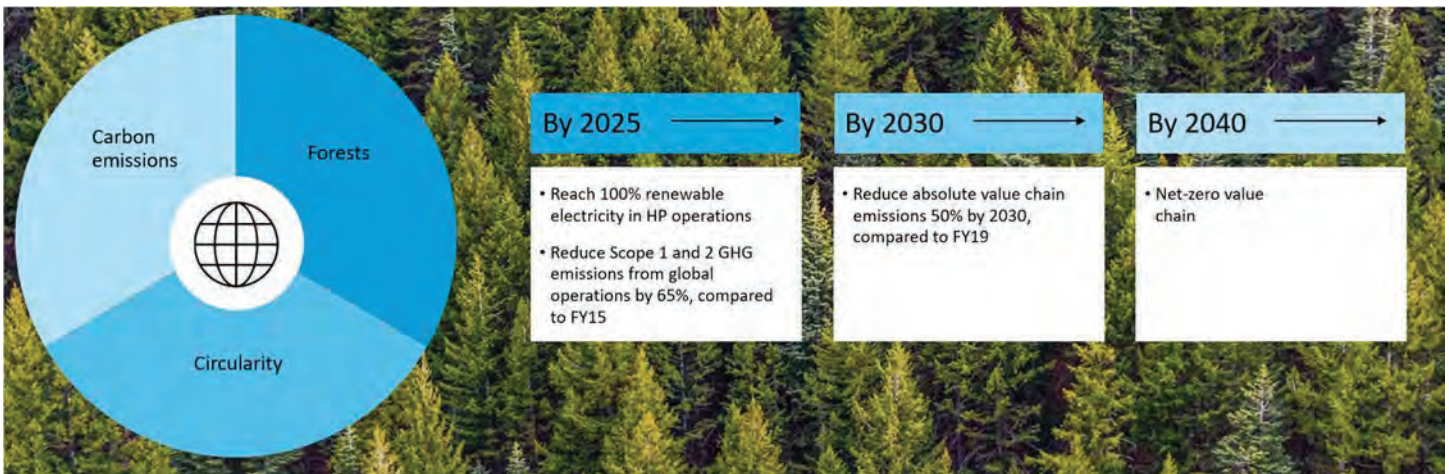 Carbon
emissions
Forests
Circularity
By 2025
• Reach 100% renewable
electricity in HP operations
• Reduce Scope 1 and 2 GHG
emissions from global
operations by 65%, compared
to FY15
By 2030
• Reduce absolute value chain
emissions 50% by 2030,
compared to FY19
By 2040
• Net-zero value
chain